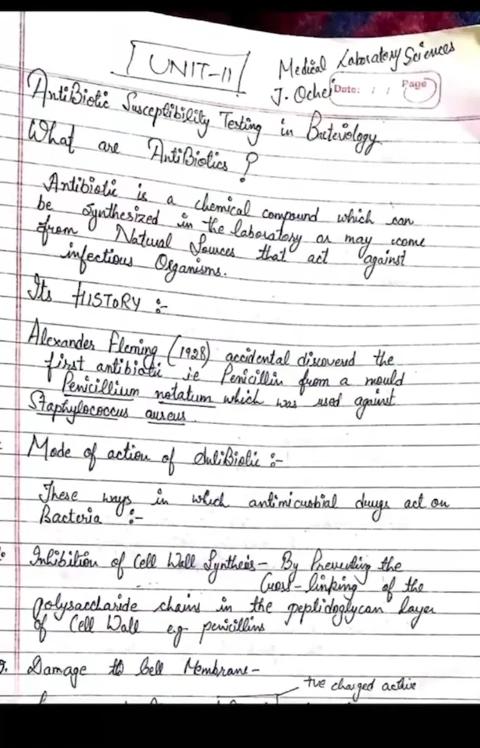 UNIT-II
Medical Laboratory Sciences
J. Ochei
Date: / / Page
AntiBiotic Susceptibility Testing in Bacteriology
What are AntiBiotics?
Antibiotic is a chemical compound which can
be synthesized in the laboratory or may come
from Natural Sources that act against
infectious Organisms.
Its HISTORY :-
Alexander Fleming (1928) accidental discovered the
first antibiotic ie Penicillin from a mould
Penicillium notatum which was used against
Staphylococcus aureus
Mode of action of AntiBiotic :-
These ways in which antimicrobial drugs act on
Bacteria :-
Inhibition of Cell Wall Synthesis - By Preventing the
Cross-linking of the
polysaccharide chains in the peptidoglycan layer
of Cell Wall eg penicillins
2. Damage to Cell Membrane -
+ve charged active